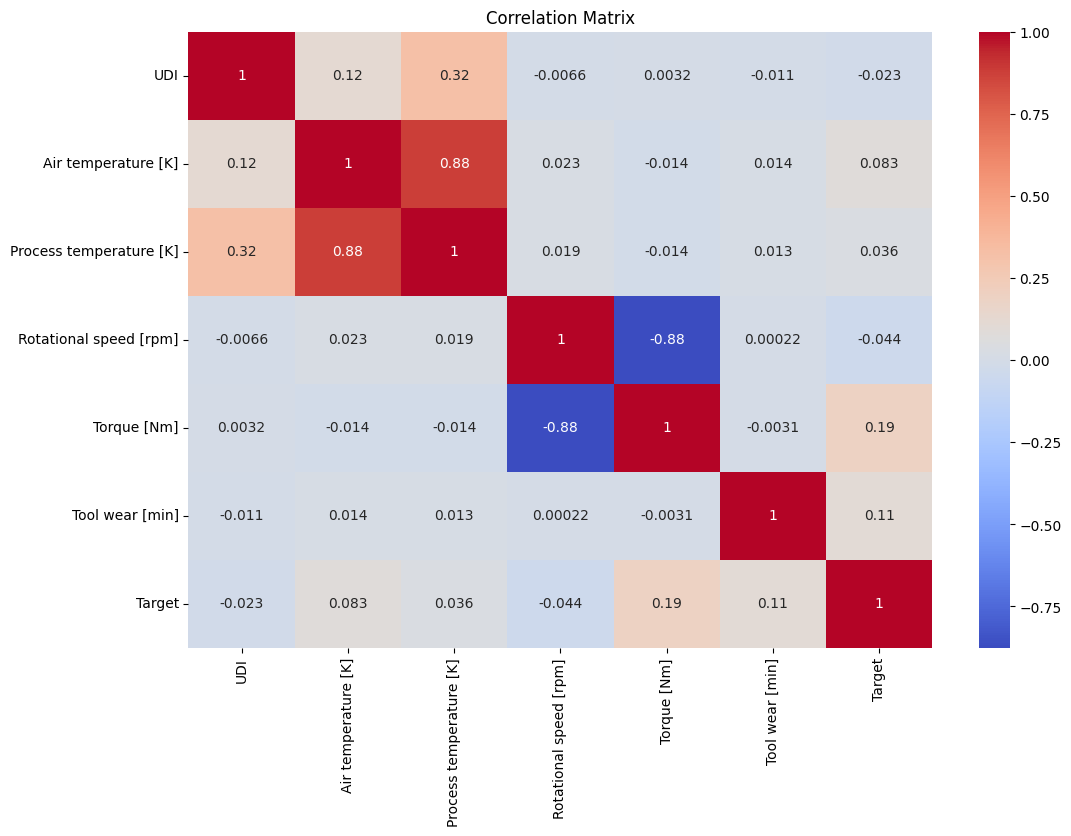 Correlation Matrix
UDI 1 0.12 0.32 -0.0066 0.0032 -0.011 -0.023
Air temperature [K] 0.12 1 0.88 0.023 -0.014 0.014 0.083
Process temperature [K] 0.32 0.88 1 0.019 -0.014 0.013 0.036
Rotational speed [rpm] -0.0066 0.023 0.019 1 -0.88 0.00022 -0.044
Torque [Nm] 0.0032 -0.014 -0.014 -0.88 1 -0.0031 0.19
Tool wear [min] -0.011 0.014 0.013 0.00022 -0.0031 1 0.11
Target -0.023 0.083 0.036 -0.044 0.19 0.11 1
UDI
Air temperature [K]
Process temperature [K]
Rotational speed [rpm]
Torque [Nm]
Tool wear [min]
Target
1.00
0.75
0.50
0.25
0.00
−0.25
−0.50
−0.75